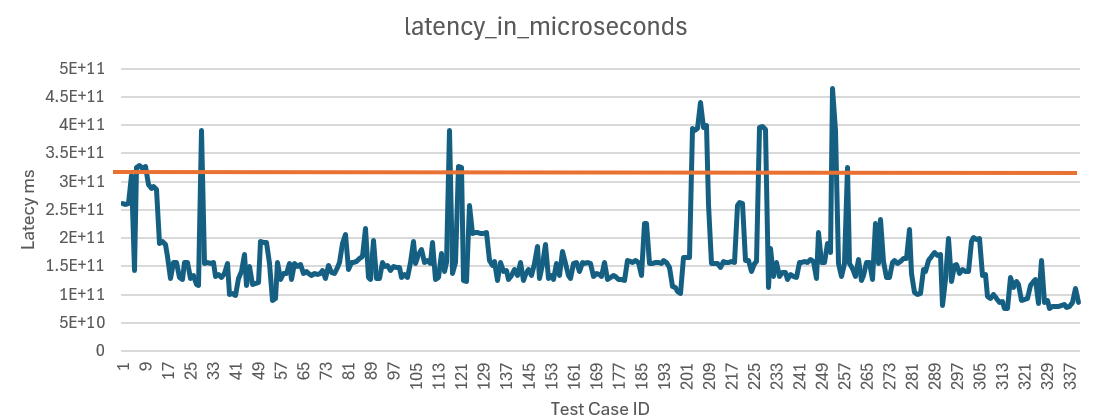 latency_in_microseconds
5E+11
4.5E+11
4E+11
3.5E+11
3E+11
2.5E+11
2E+11
1.5E+11
1E+11
5E+10
0
Latecy ms
1 9 17 25 33 41 49 57 65 73 81 89 97 105 113 121 129 137 145 153 161 169 177 185 193 201 209 217 225 233 241 249 257 265 273 281 289 297 305 313 321 329 337
Test Case ID